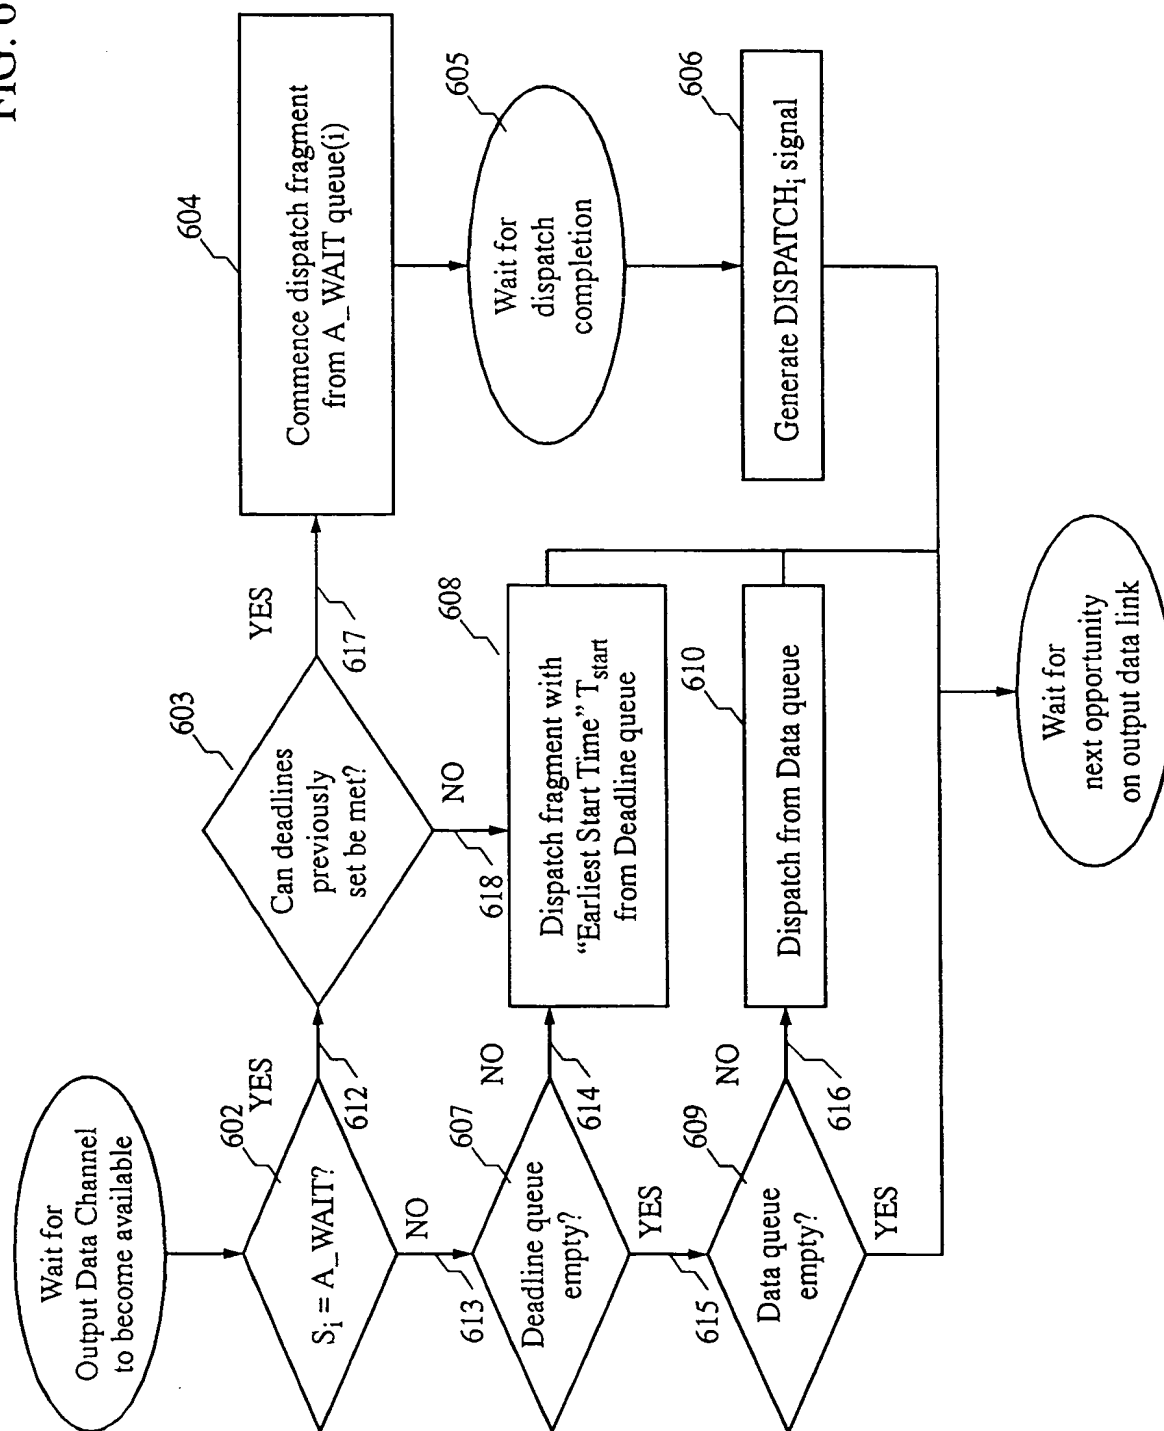 FIG. 6
Wait for
Output Data Channel
to become available
602
YES
Sᵢ = A_WAIT?
612
NO
613
603
Can deadlines
previously
set be met?
YES
617
NO
618
604
Commence dispatch fragment
from A_WAIT queue(i)
605
Wait for
dispatch
completion
606
Generate DISPATCHᵢ signal
607
Deadline queue
empty?
NO
614
YES
615
608
Dispatch fragment with
“Earliest Start Time” Tstart
from Deadline queue
609
Data queue
empty?
NO
616
YES
610
Dispatch from Data queue
Wait for
next opportunity
on output data link